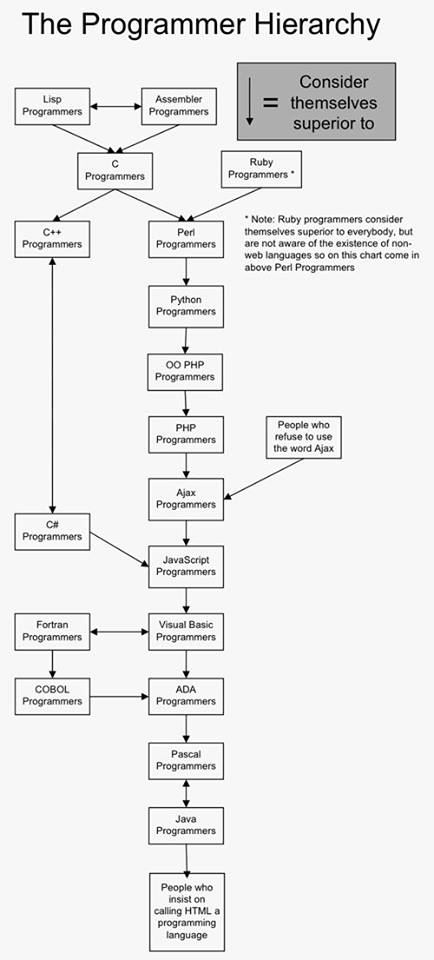 The Programmer Hierarchy
Consider
themselves
superior to
=
Lisp
Programmers
Assembler
Programmers
C
Programmers
Ruby
Programmers *
C++
Programmers
Perl
Programmers
* Note: Ruby programmers consider
themselves superior to everybody, but
are not aware of the existence of non-
web languages so on this chart come in
above Perl Programmers
Python
Programmers
OO PHP
Programmers
PHP
Programmers
People who
refuse to use
the word Ajax
Ajax
Programmers
C#
Programmers
JavaScript
Programmers
Fortran
Programmers
Visual Basic
Programmers
COBOL
Programmers
ADA
Programmers
Pascal
Programmers
Java
Programmers
People who
insist on
calling HTML a
programming
language